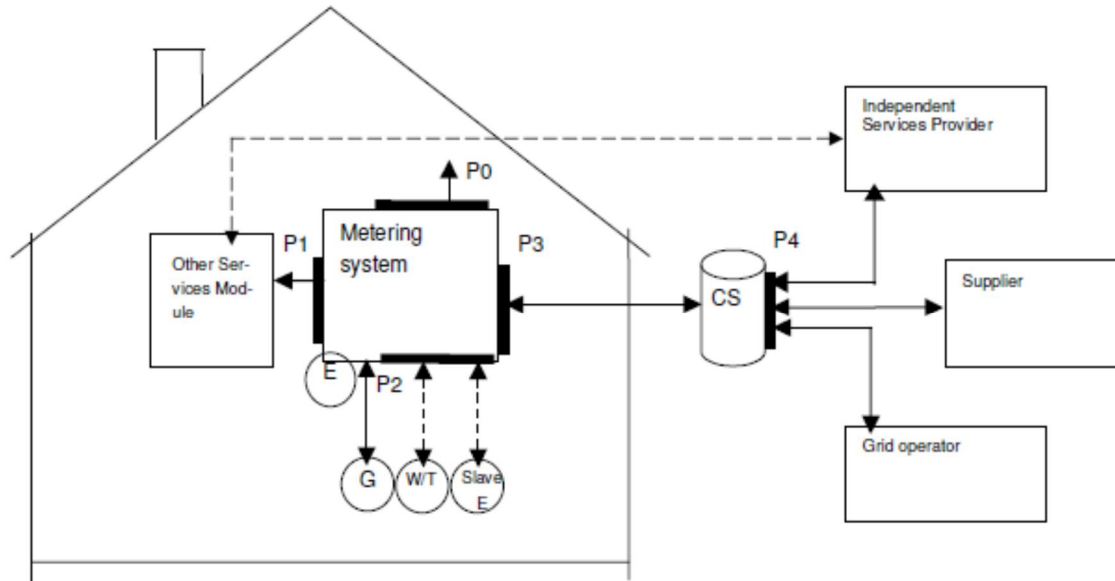 Independent
Services Provider
P0
Metering
system
P1
P3
P4
Other Ser-
vices Mod-
ule
CS
Supplier
E
P2
G
W/T
Slave
E
Grid operator